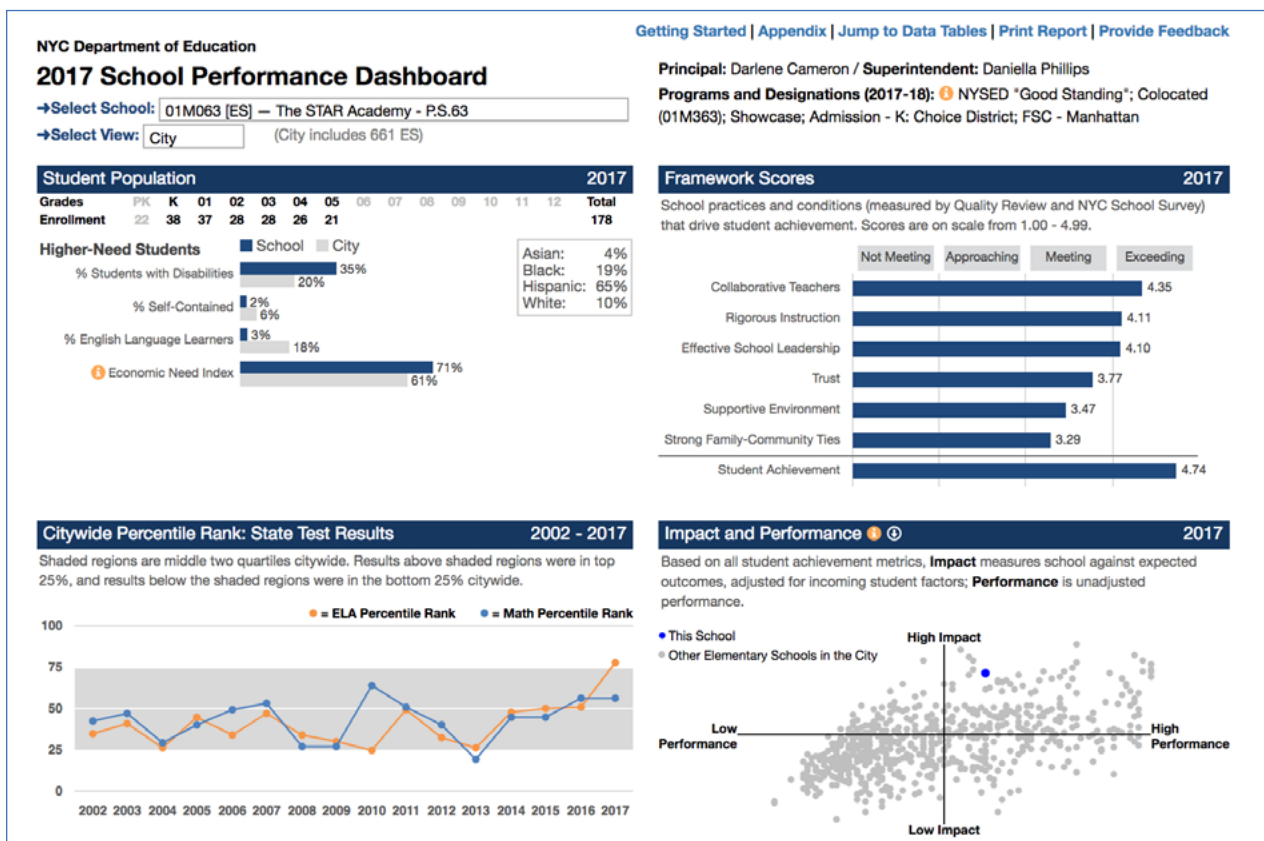 Getting Started | Appendix | Jump to Data Tables | Print Report | Provide Feedback
NYC Department of Education
2017 School Performance Dashboard
➔Select School: 01M063 [ES] — The STAR Academy - P.S.63
➔Select View: City (City includes 661 ES)
Principal: Darlene Cameron / Superintendent: Daniella Phillips
Programs and Designations (2017-18): NYSED "Good Standing"; Colocated
(01M363); Showcase; Admission - K: Choice District; FSC - Manhattan
Student Population 2017
Grades PK K 01 02 03 04 05 06 07 08 09 10 11 12 Total
Enrollment 22 38 37 28 28 26 21 178
Higher-Need Students School City
% Students with Disabilities 35%
20%
% Self-Contained 2%
6%
% English Language Learners 3%
18%
Economic Need Index 71%
61%
Asian: 4%
Black: 19%
Hispanic: 65%
White: 10%
Framework Scores 2017
School practices and conditions (measured by Quality Review and NYC School Survey)
that drive student achievement. Scores are on scale from 1.00 - 4.99.
Not Meeting Approaching Meeting Exceeding
Collaborative Teachers 4.35
Rigorous Instruction 4.11
Effective School Leadership 4.10
Trust 3.77
Supportive Environment 3.47
Strong Family-Community Ties 3.29
Student Achievement 4.74
Citywide Percentile Rank: State Test Results 2002 - 2017
Shaded regions are middle two quartiles citywide. Results above shaded regions were in top
25%, and results below the shaded regions were in the bottom 25% citywide.
= ELA Percentile Rank = Math Percentile Rank
100
75
50
25
0
2002 2003 2004 2005 2006 2007 2008 2009 2010 2011 2012 2013 2014 2015 2016 2017
Impact and Performance 2017
Based on all student achievement metrics, Impact measures school against expected
outcomes, adjusted for incoming student factors; Performance is unadjusted
performance.
This School
Other Elementary Schools in the City
High Impact
Low
Performance
High
Performance
Low Impact